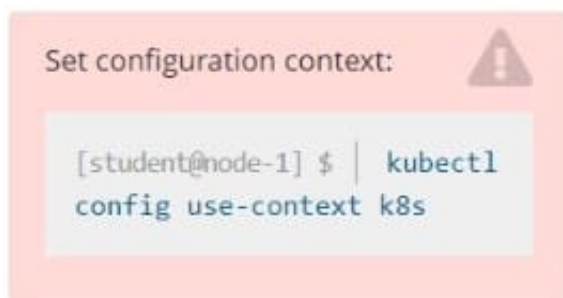 Set configuration context:
[student@node-1] $ | kubectl
config use-context k8s